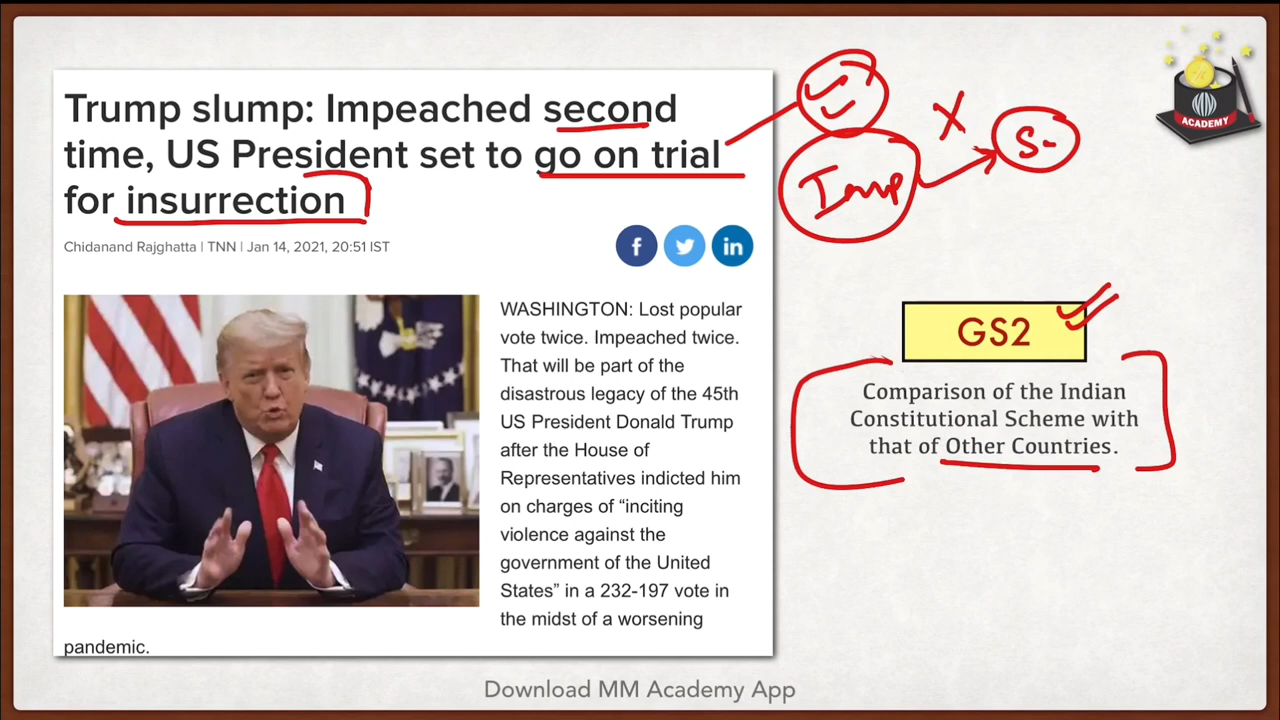 Trump slump: Impeached second
time, US President set to go on trial
for insurrection
Chidanand Rajghatta | TNN | Jan 14, 2021, 20:51 IST
WASHINGTON: Lost popular
vote twice. Impeached twice.
That will be part of the
disastrous legacy of the 45th
US President Donald Trump
after the House of
Representatives indicted him
on charges of “inciting
violence against the
government of the United
States” in a 232-197 vote in
the midst of a worsening
pandemic.
Imp
X
S
ACADEMY
GS2
Comparison of the Indian
Constitutional Scheme with
that of Other Countries.
Download MM Academy App